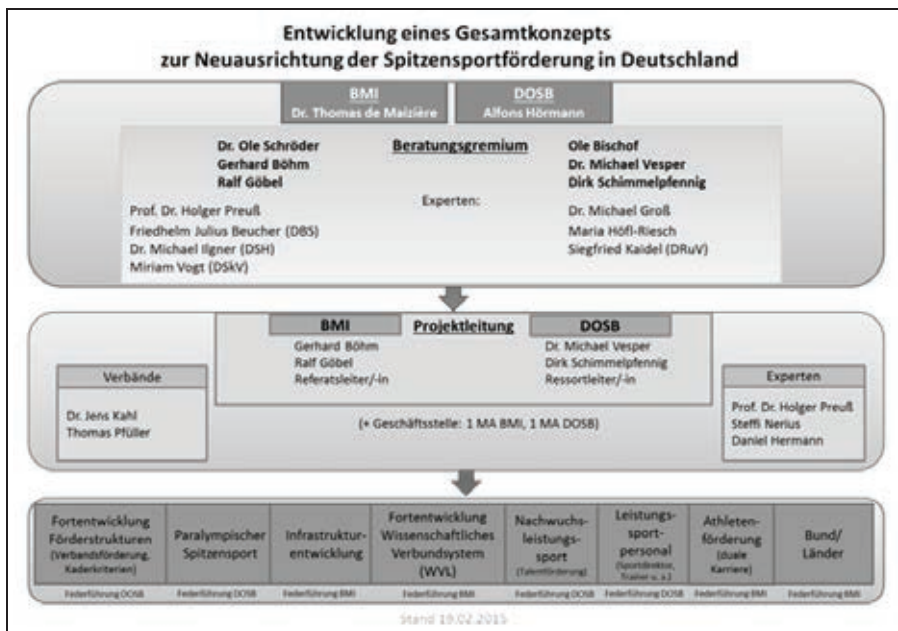 Entwicklung eines Gesamtkonzepts
zur Neuausrichtung der Spitzensportförderung in Deutschland
BMI
Dr. Thomas de Maizière
DOSB
Alfons Hörmann
Beratungsgremium
Dr. Ole Schröder
Gerhard Böhm
Ralf Göbel
Ole Bischof
Dr. Michael Vesper
Dirk Schimmelpfennig
Experten:
Prof. Dr. Holger Preuß
Friedhelm Julius Beucher (DBS)
Dr. Michael Ilgner (DSH)
Miriam Vogt (DSkV)
Dr. Michael Groß
Maria Höfl-Riesch
Siegfried Kaidel (DRuV)
BMI
Projektleitung
DOSB
Gerhard Böhm
Ralf Göbel
Referatsleiter/-in
Dr. Michael Vesper
Dirk Schimmelpfennig
Ressortleiter/-in
Verbände
Dr. Jens Kahl
Thomas Pfüller
(+ Geschäftsstelle: 1 MA BMI, 1 MA DOSB)
Experten
Prof. Dr. Holger Preuß
Steffi Nerius
Daniel Hermann
Fortentwicklung
Förderstrukturen
(Verbandsförderung,
Kaderkriterien)
Federführung DOSB
Paralympischer
Spitzensport
Federführung DOSB
Infrastruktur-
entwicklung
Federführung BMI
Fortentwicklung
Wissenschaftliches
Verbundsystem
(WVL)
Federführung BMI
Nachwuchs-
leistungs-
sport
(Talentförderung)
Federführung DOSB
Leistungs-
sport-
personal
(Sportdirektor,
Trainer u. a.)
Federführung DOSB
Athleten-
förderung
(duale
Karriere)
Federführung BMI
Bund/
Länder
Federführung BMI
Stand 19.02.2015